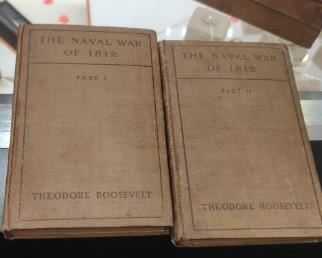 THE NAVAL WAR
OF 1812
PART I
THEODORE ROOSEVELT
THE NAVAL WAR
OF 1812
PART II
THEODORE ROOSEVELT